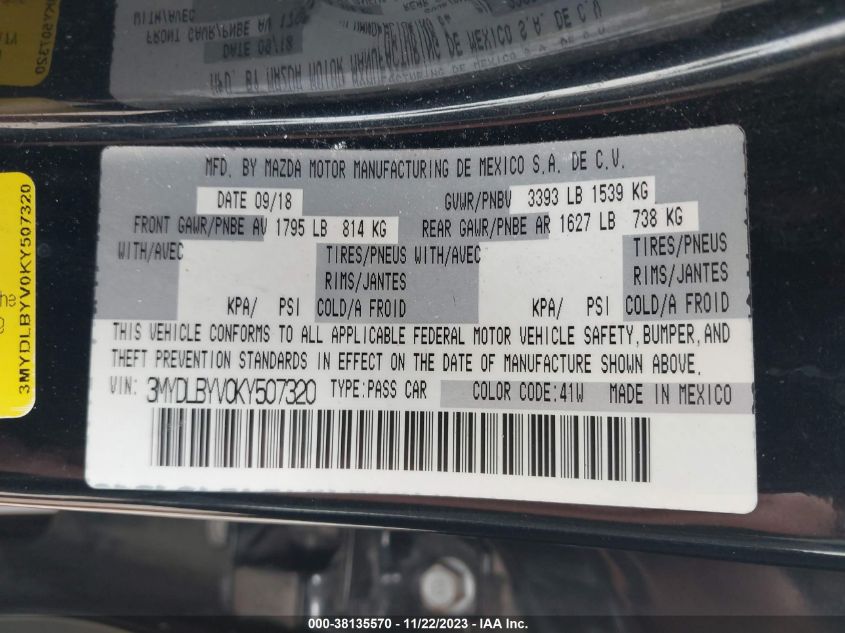 MFD. BY MAZDA MOTOR MANUFACTURING DE MEXICO S.A. DE C.V.
DATE 09/18 GVWR/PNBV 3393 LB 1539 KG
FRONT GAWR/PNBE AV 1795 LB 814 KG REAR GAWR/PNBE AR 1627 LB 738 KG
WITH/AVEC TIRES/PNEUS WITH/AVEC TIRES/PNEUS
RIMS/JANTES RIMS/JANTES
KPA/ PSI COLD/A FROID KPA/ PSI COLD/A FROID
THIS VEHICLE CONFORMS TO ALL APPLICABLE FEDERAL MOTOR VEHICLE SAFETY, BUMPER, AND
THEFT PREVENTION STANDARDS IN EFFECT ON THE DATE OF MANUFACTURE SHOWN ABOVE.
VIN: 3MYDLBYV0KY507320 TYPE:PASS CAR COLOR CODE:41W MADE IN MEXICO
3MYDLBYV0KY507320
000-38135570 - 11/22/2023 - IAA Inc.